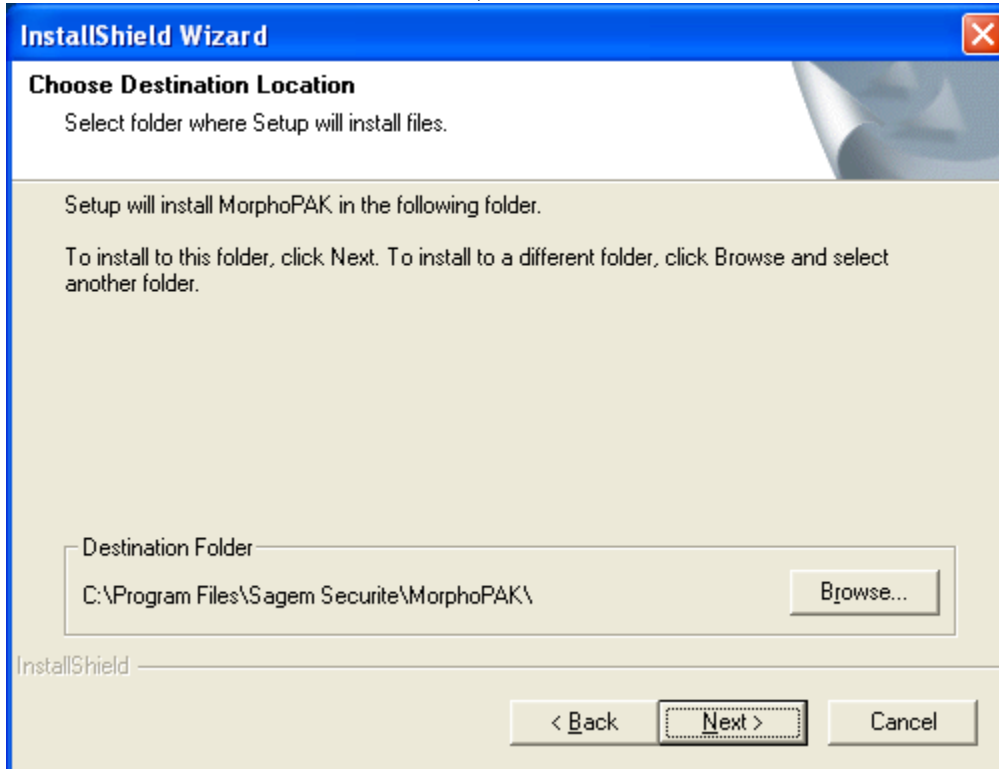 InstallShield Wizard
Choose Destination Location
Select folder where Setup will install files.
Setup will install MorphoPAK in the following folder.
To install to this folder, click Next. To install to a different folder, click Browse and select
another folder.
Destination Folder
C:\Program Files\Sagem Securite\MorphoPAK\
Browse...
InstallShield
< Back
Next >
Cancel